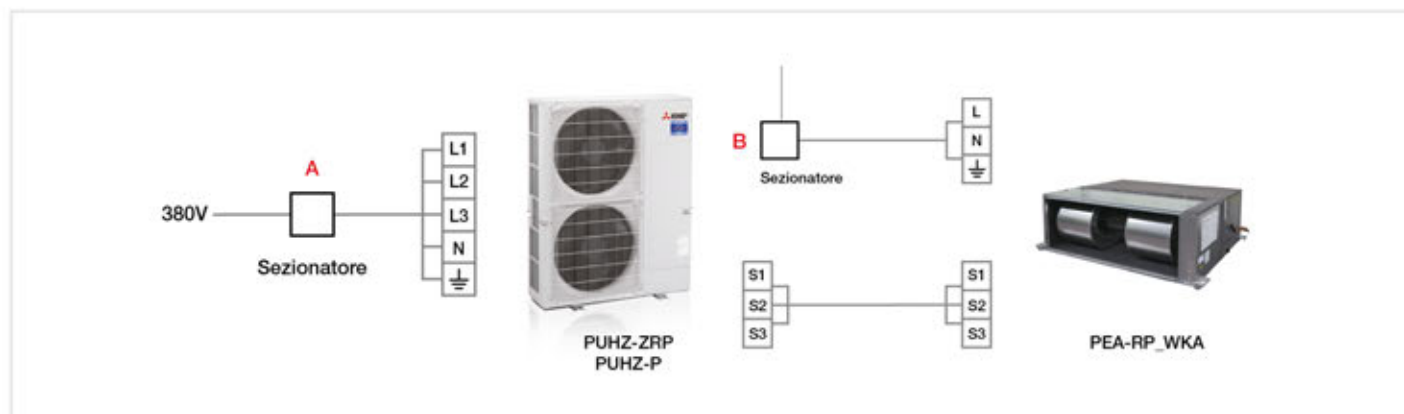 A
380V
Sezionatore
L1
L2
L3
N
PUHZ-ZRP
PUHZ-P
B
Sezionatore
L
N
S1
S2
S3
S1
S2
S3
PEA-RP_WKA